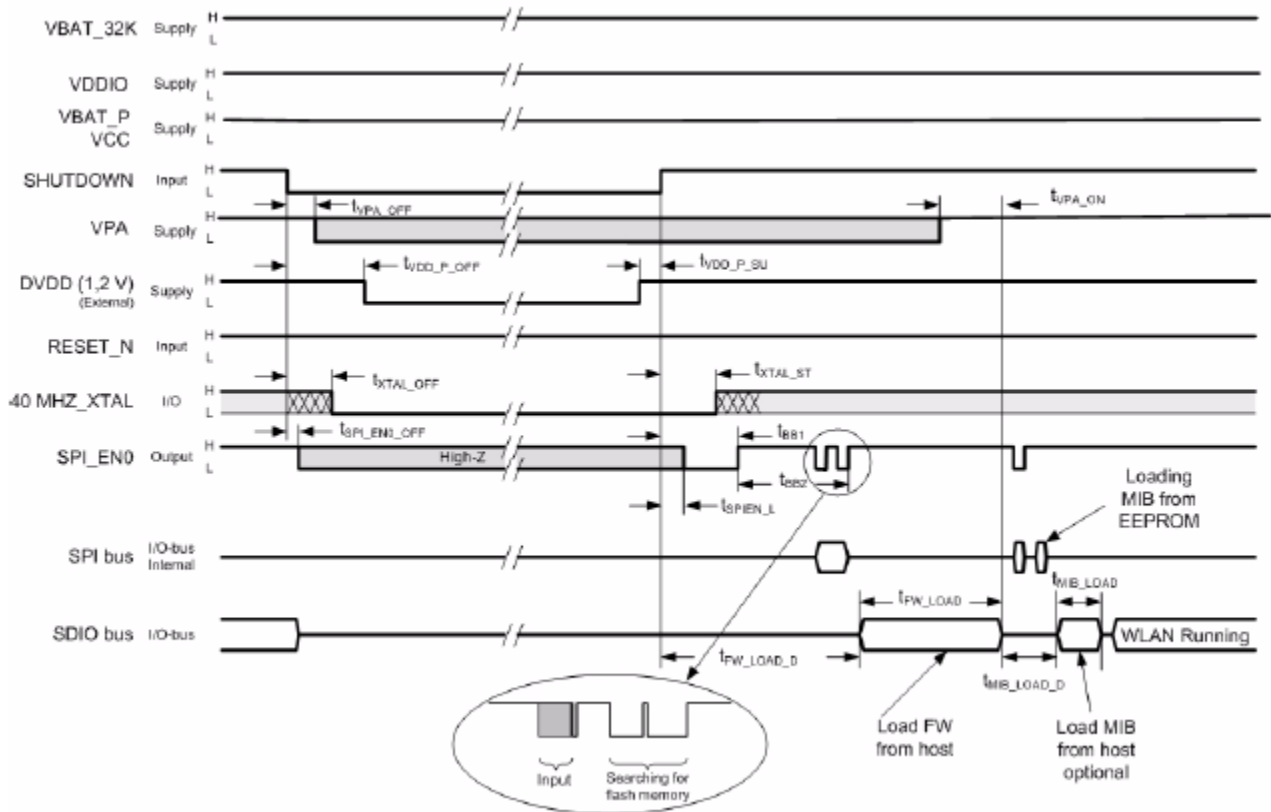 VBAT_32K Supply H
L
VDDIO Supply H
L
VBAT_P
VCC Supply H
L
SHUTDOWN Input H
L
tVPA_OFF tVPA_ON
VPA Supply H
L
tVDD_P_OFF tVDD_P_SU
DVDD (1,2 V) Supply H
(External) L
RESET_N Input H
L
tXTAL_OFF tXTAL_ST
40 MHZ_XTAL I/O H
L
tSPI_EN0_OFF tBB1
SPI_EN0 Output H High-Z
L
tBB2
tSPIEN_L
Loading
MIB from
EEPROM
SPI bus I/O-bus
Internal
tFW_LOAD tMIB_LOAD
SDIO bus I/O-bus WLAN Running
tFW_LOAD_D tMIB_LOAD_D
Load FW
from host
Load MIB
from host
optional
Input Searching for
flash memory